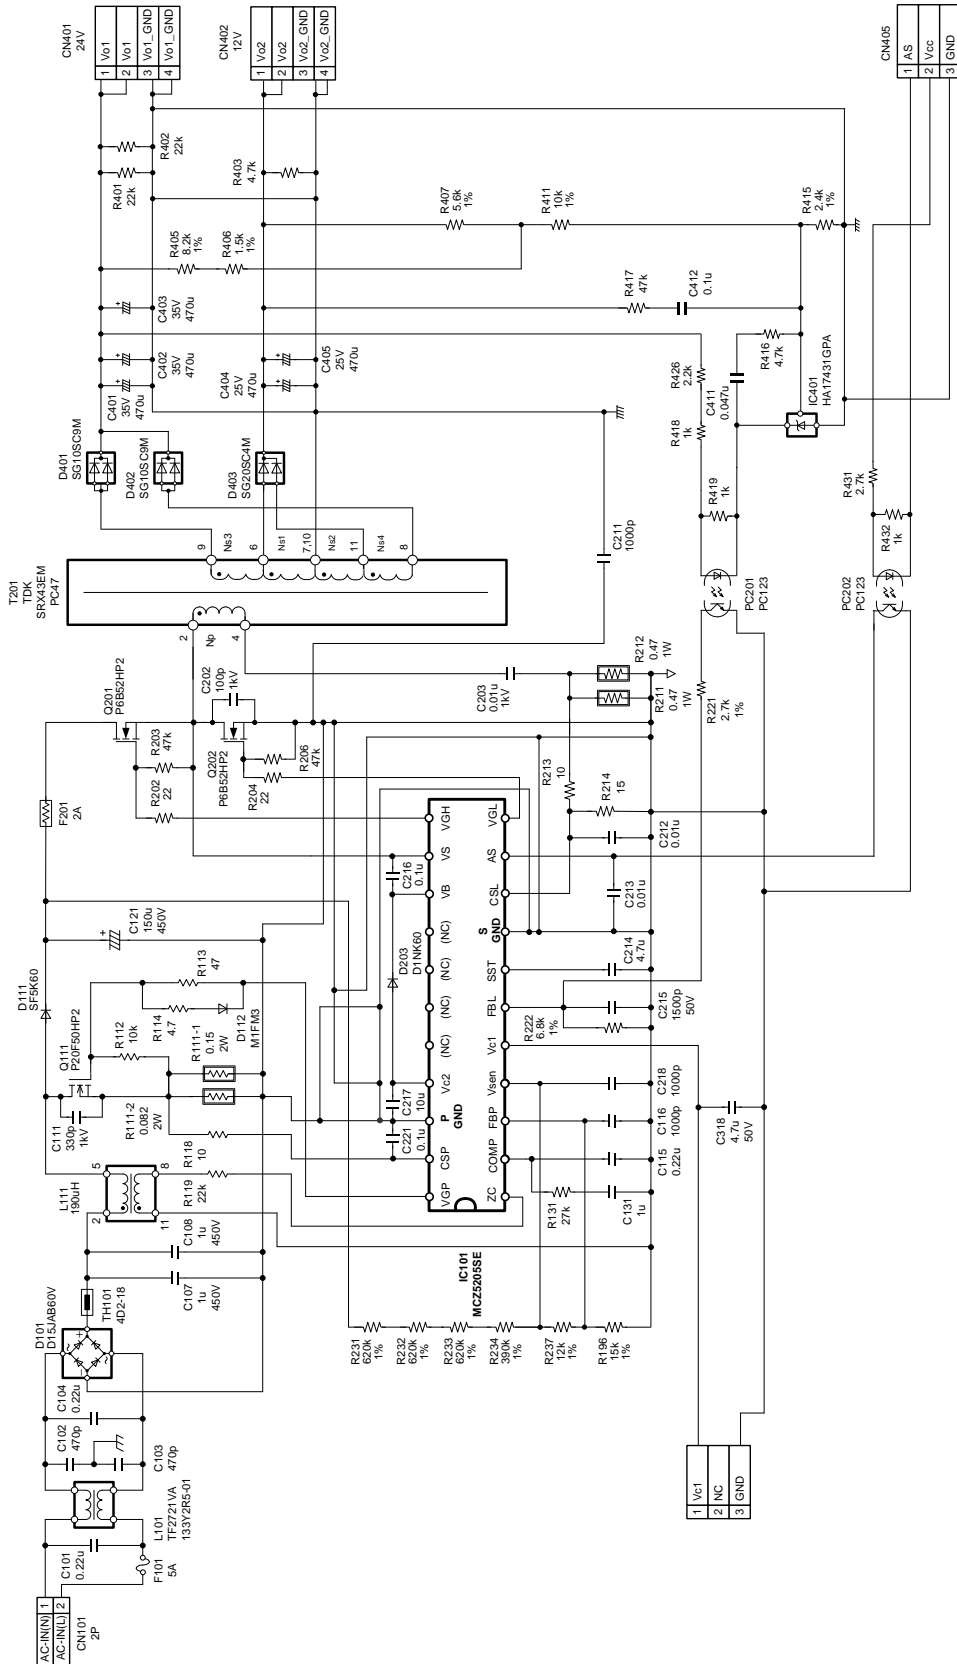 AC-IN(N) 1
AC-IN(L) 2
CN101
2P
C101
0.22u
F101
5A
L101
TF2721VA
133Y2R5-01
C102
470p
C103
470p
C104
0.22u
D101
D15JAB60V
TH101
4D2-18
C107
1u
450V
C108
1u
450V
L111
190uH
2
5
11
8
C111
330p
1kV
Q111
P20F50HP2
D111
SF5K60
R112
10k
R111-2
0.082
2W
R111-1
0.15
2W
R114
4.7
D112
M1FM3
R113
47
R118
10
R119
22k
C121
150u
450V
F201
2A
Q201
P6B52HP2
R203
47k
R202
22
Q202
P6B52HP2
C202
100p
1kV
R204
22
R206
47k
C203
0.01u
1kV
T201
TDK
SRX43EM
PC47
2
Np
4
9
Ns3
6
Ns1
7,10
Ns2
11
Ns4
8
D401
SG10SC9M
D402
SG10SC9M
D403
SG20SC4M
C401
35V
470u
C402
35V
470u
C403
35V
470u
C404
25V
470u
C405
25V
470u
R401
22k
R402
22k
R403
4.7k
CN401
24V
1 Vo1
2 Vo1
3 Vo1_GND
4 Vo1_GND
CN402
12V
1 Vo2
2 Vo2
3 Vo2_GND
4 Vo2_GND
R405
8.2k
1%
R406
1.5k
1%
R407
5.6k
1%
R411
10k
1%
R415
2.4k
1%
R417
47k
C412
0.1u
R416
4.7k
C411
0.047u
R426
2.2k
R418
1k
R419
1k
IC401
HA17431GPA
C211
1000p
PC201
PC123
PC202
PC123
R431
2.7k
R432
1k
CN405
1 AS
2 Vcc
3 GND
IC101
MCZ5205SE
VGP
CSP
P
GND
Vc2
(NC)
(NC)
(NC)
(NC)
VB
VS
VGH
ZC
COMP
FBP
Vsen
Vc1
FBL
SST
S
GND
CSL
AS
VGL
C221
0.1u
C217
10u
D203
D1NK60
C216
0.1u
R212
0.47
1W
R211
0.47
1W
R213
10
R214
15
C212
0.01u
C213
0.01u
C214
4.7u
C215
1500p
50V
R222
6.8k
1%
R221
2.7k
1%
C218
1000p
C116
1000p
C115
0.22u
R131
27k
C131
1u
C318
4.7u
50V
R231
620k
1%
R232
620k
1%
R233
620k
1%
R234
390k
1%
R237
12k
1%
R196
15k
1%
1 Vc1
2 NC
3 GND